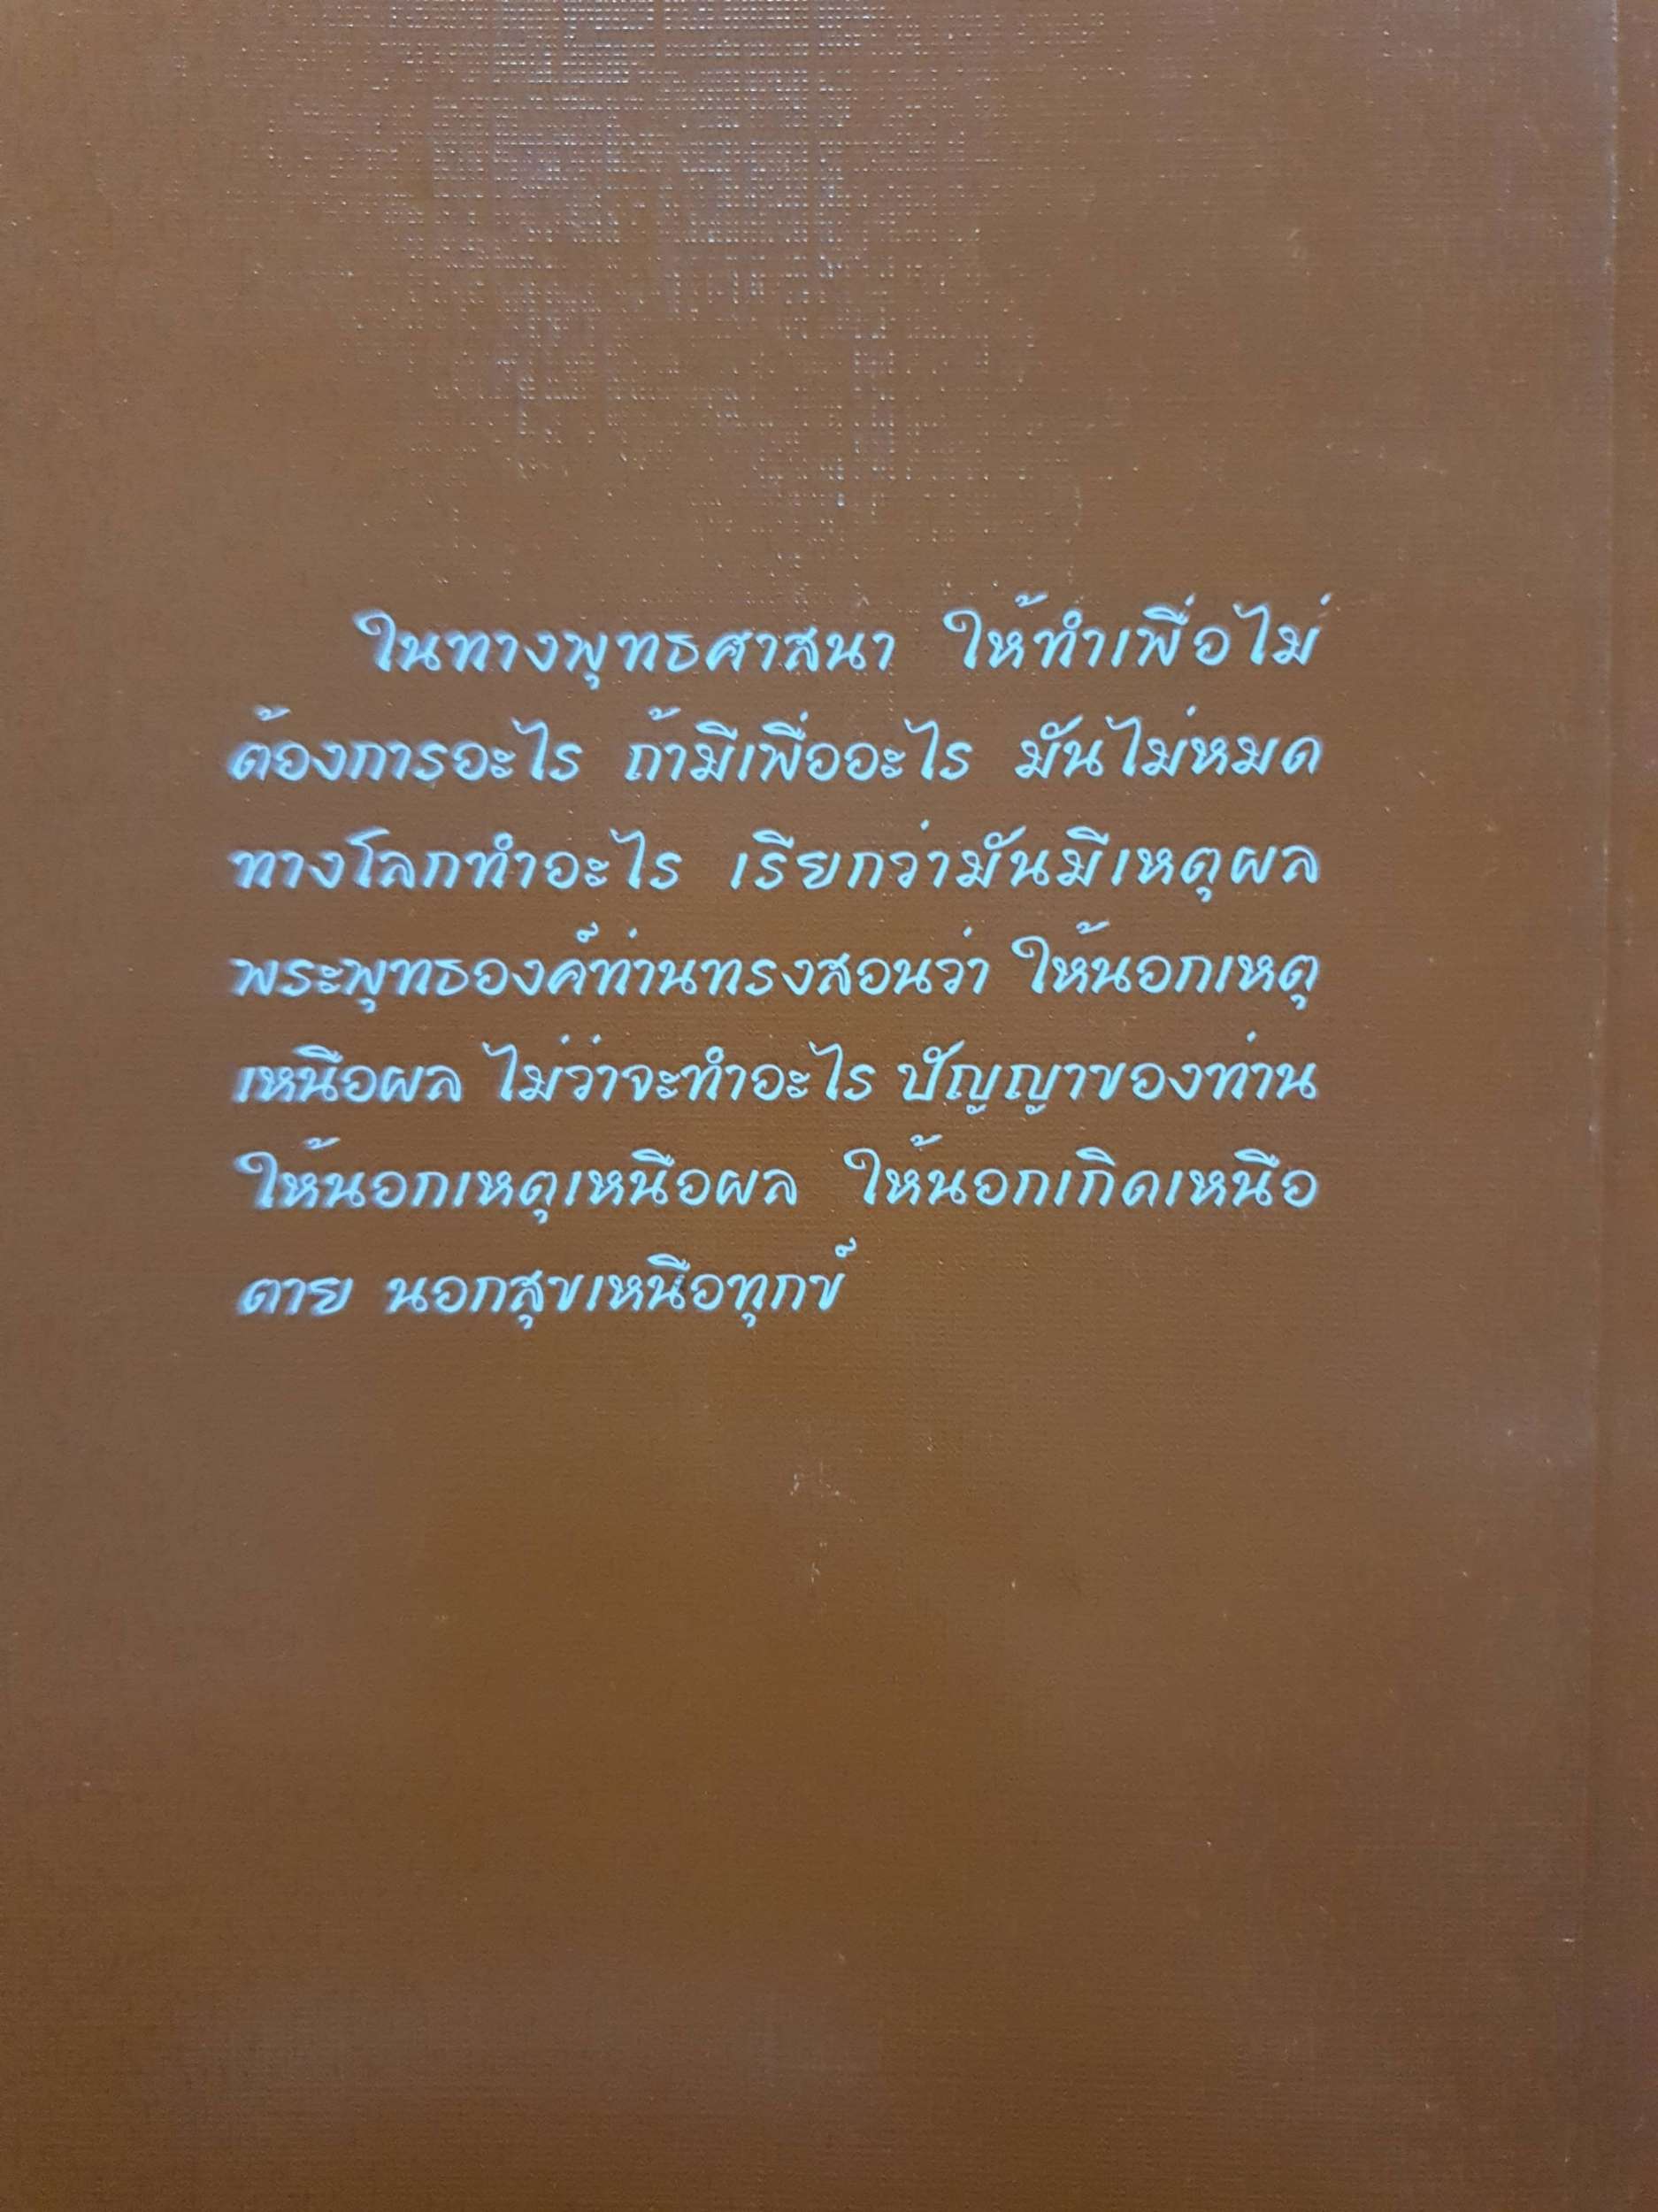 ในทางพุทธศาสนา ให้ทำเพื่อไม่
ต้องการอะไร ถ้ามีเพื่ออะไร มันไม่หมด
ทางโลกทำอะไร เรียกว่ามันมีเหตุผล
พระพุทธองค์ท่านทรงสอนว่า ให้นอกเหตุ
เหนือผล ไม่ว่าจะทำอะไร ปัญญาของท่าน
ให้นอกเหตุเหนือผล ให้นอกเกิดเหนือ
ตาย นอกสุขเหนือทุกข์